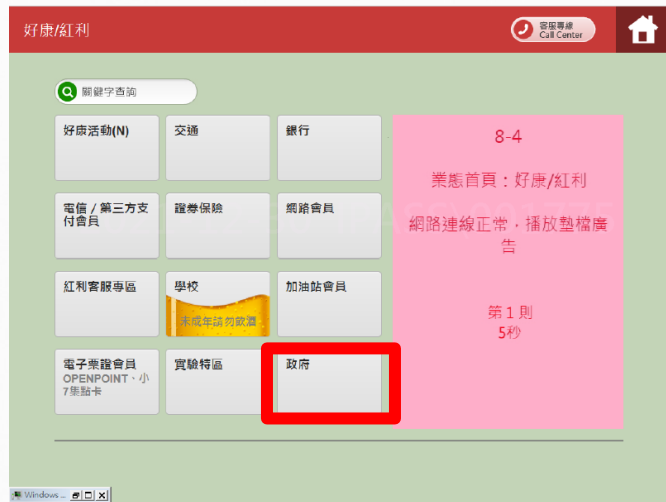 好康/紅利
客服專線
Call Center
關鍵字查詢
好康活動(N)
交通
銀行
電信 / 第三方支
付會員
證券保險
網路會員
紅利客服專區
學校
未成年請勿飲酒
加油站會員
電子票證會員
OPENPOINT、小
7集點卡
實驗特區
政府
8-4
業態首頁：好康/紅利
網路連線正常，播放墊檔廣
告
第1則
5秒
Windows ...